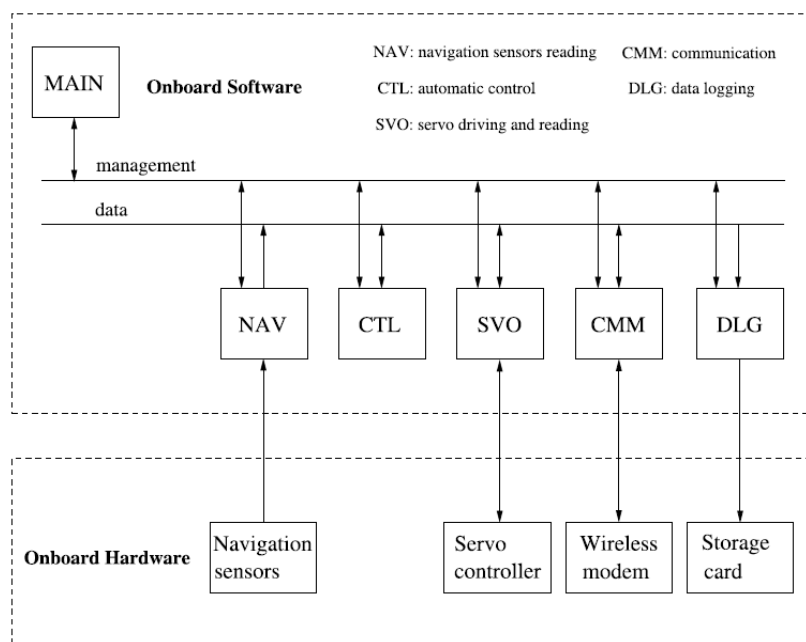 MAIN
Onboard Software
NAV: navigation sensors reading
CMM: communication
CTL: automatic control
DLG: data logging
SVO: servo driving and reading
management
data
NAV
CTL
SVO
CMM
DLG
Onboard Hardware
Navigation
sensors
Servo
controller
Wireless
modem
Storage
card